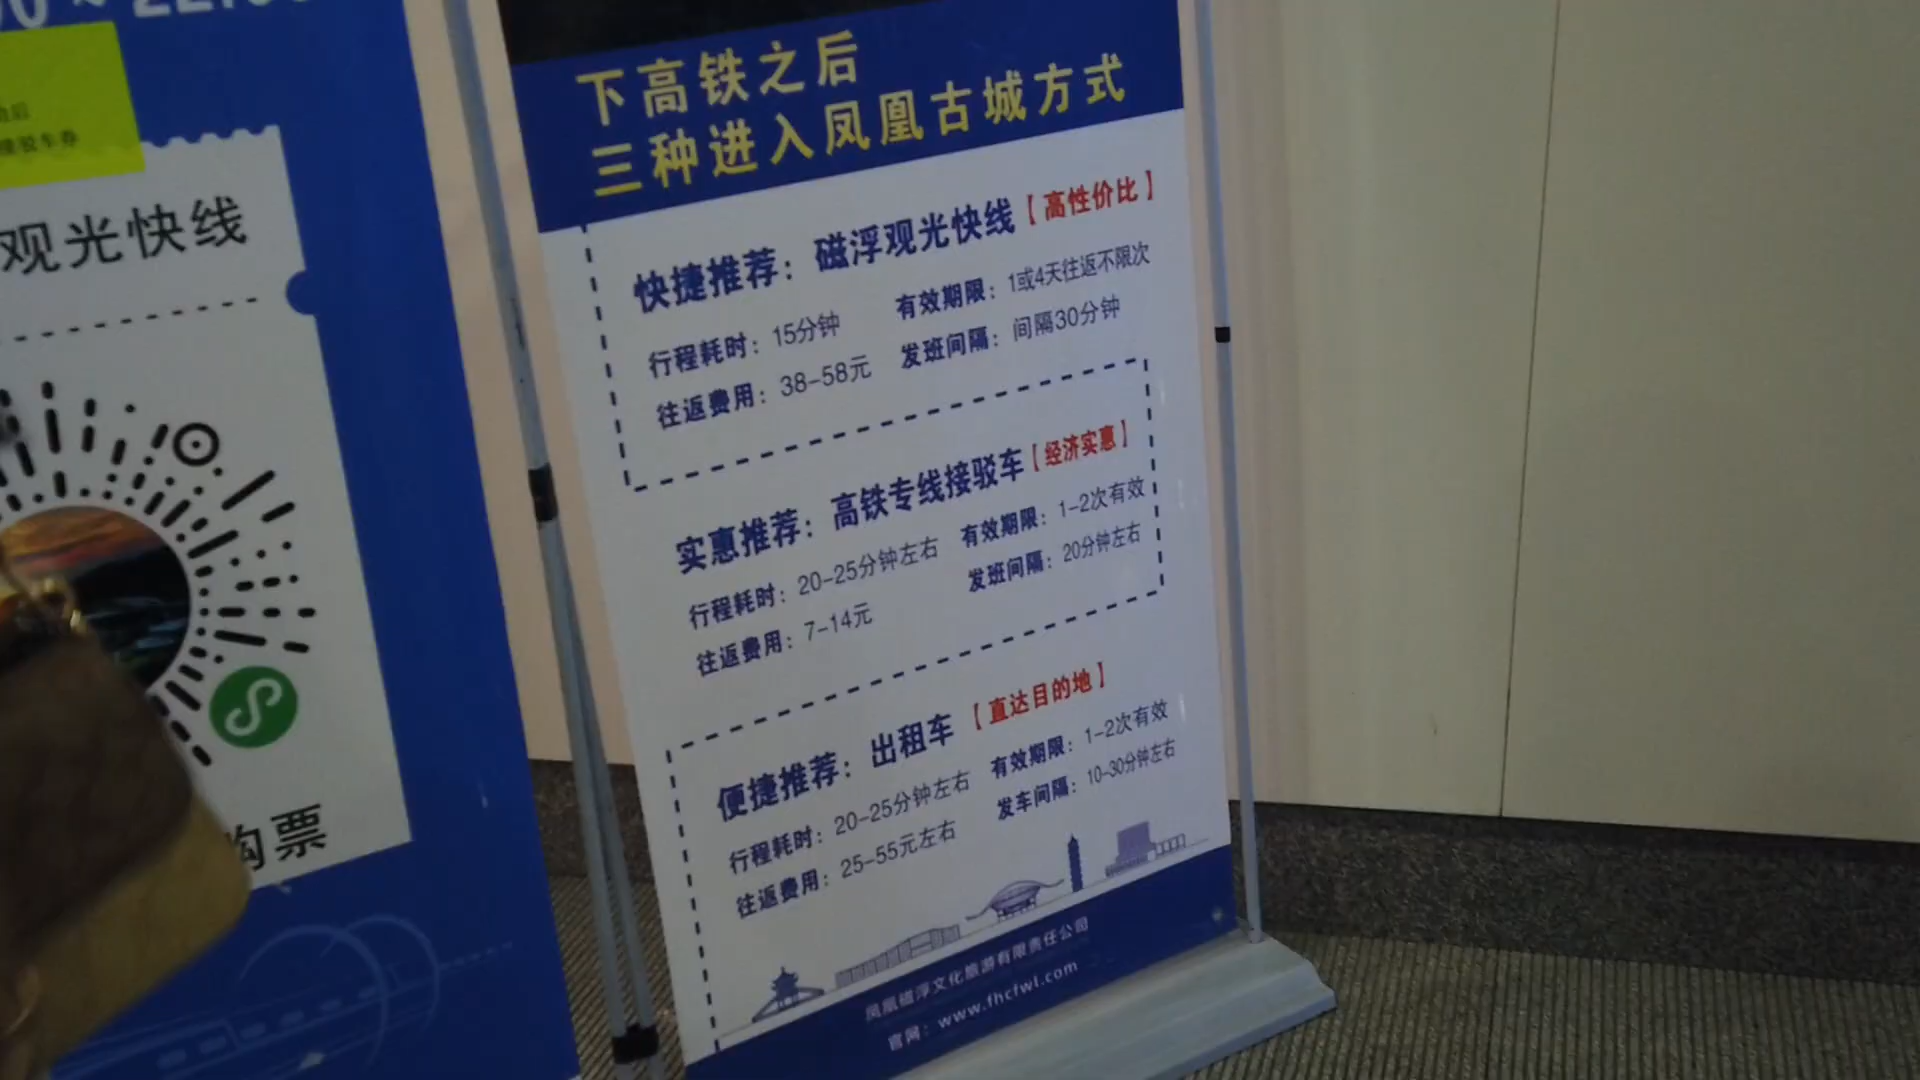 接驳车券
观光快线
购票
下高铁之后
三种进入凤凰古城方式
快捷推荐：磁浮观光快线【高性价比】
行程耗时：15分钟 有效期限：1或4天往返不限次
往返费用：38-58元 发班间隔：间隔30分钟
实惠推荐：高铁专线接驳车【经济实惠】
行程耗时：20-25分钟左右 有效期限：1-2次有效
往返费用：7-14元 发班间隔：20分钟左右
便捷推荐：出租车【直达目的地】
行程耗时：20-25分钟左右 有效期限：1-2次有效
往返费用：25-55元左右 发车间隔：10-30分钟左右
凤凰磁浮文化旅游有限责任公司
官网：www.fhcfwl.com